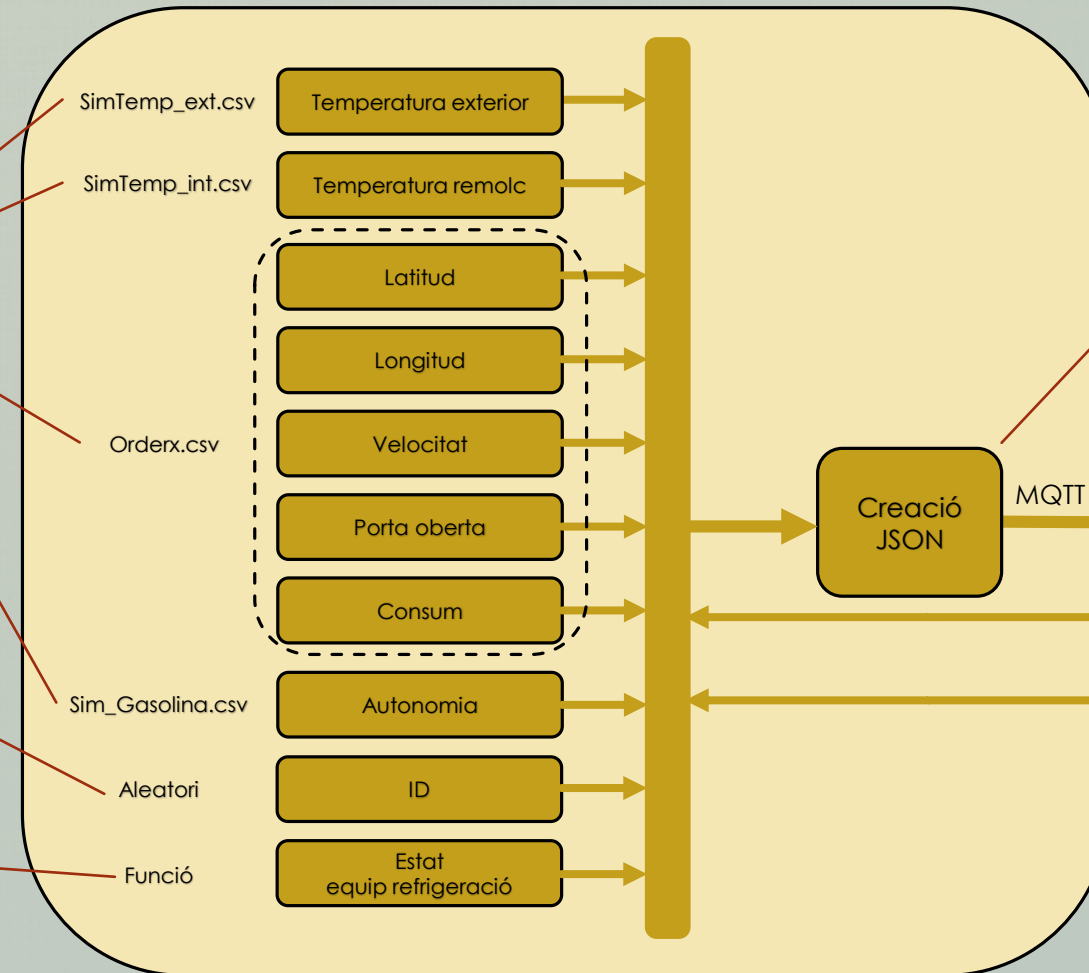 SimTemp_ext.csv
Temperatura exterior
SimTemp_int.csv
Temperatura remolc
Latitud
Longitud
Orderx.csv
Velocitat
Porta oberta
Consum
Sim_Gasolina.csv
Autonomia
Aleatori
ID
Funció
Estat
equip refrigeració
Creació
JSON
MQTT